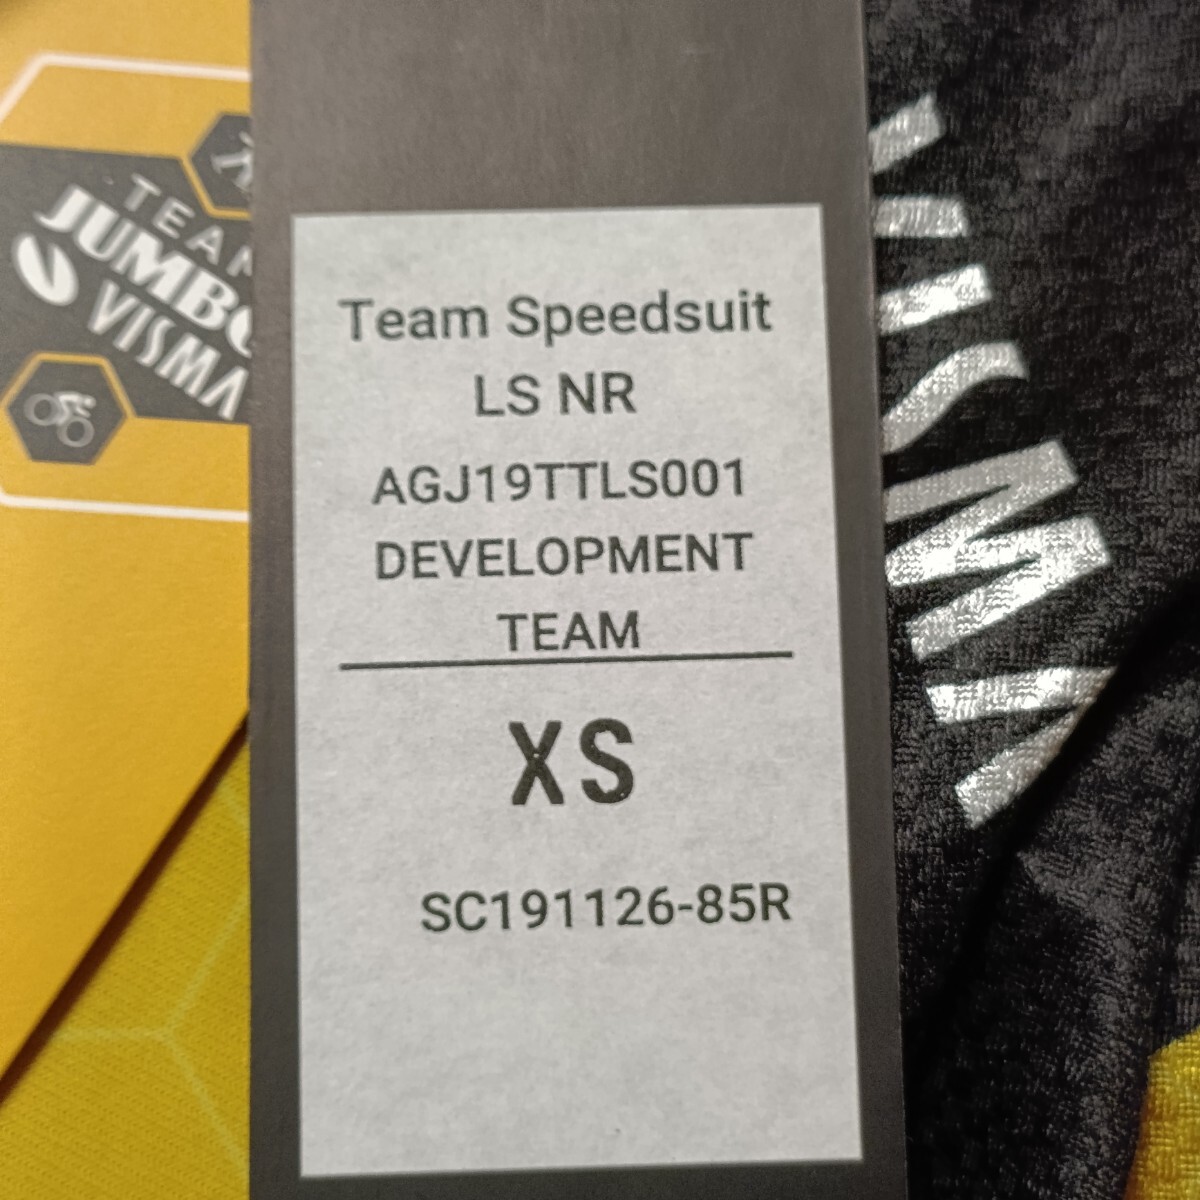 TEAM
JUMBO
VISMA
Team Speedsuit
LS NR
AGJ19TTLS001
DEVELOPMENT
TEAM
XS
SC191126-85R
VISMA